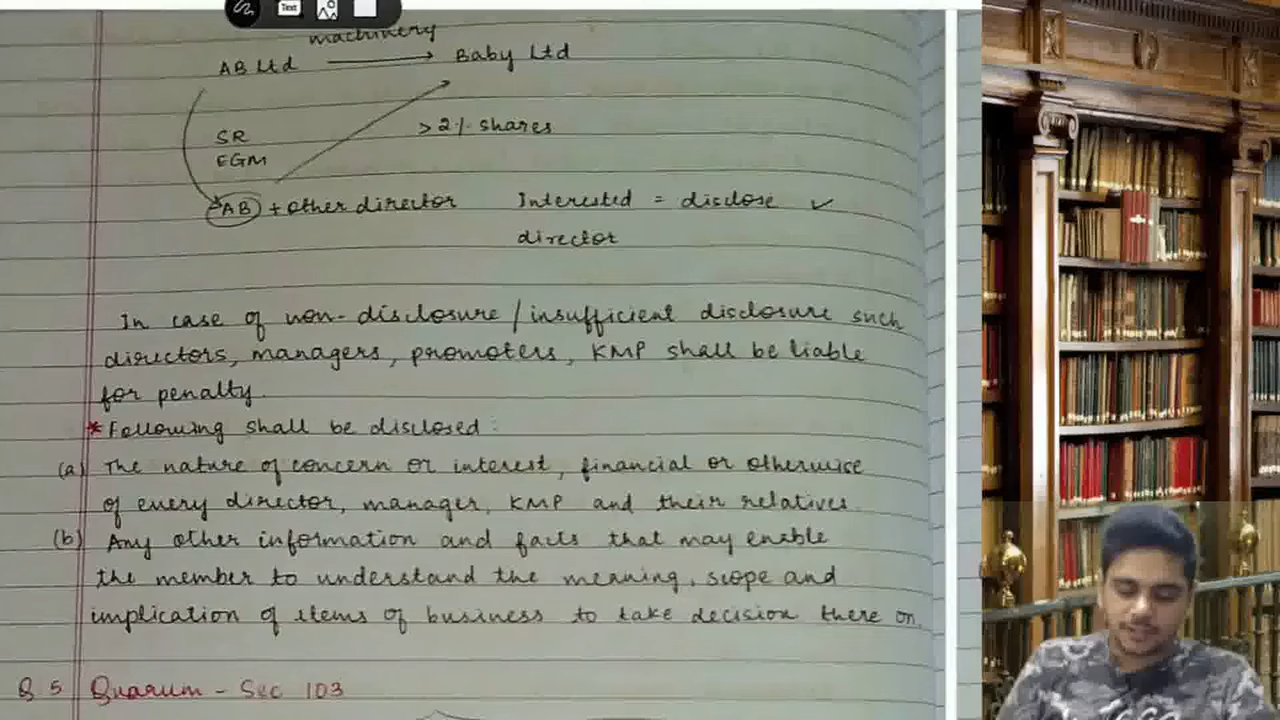 Text
machinery
AB Ltd → Baby Ltd
> 2% shares
SR
EGM
AB + other director Interested = disclose ✓
director
In case of non-disclosure / insufficient disclosure such
directors, managers, promoters, KMP shall be liable
for penalty.
* Following shall be disclosed:
(a) The nature of concern or interest, financial or otherwise
of every director, manager, KMP and their relatives.
(b) Any other information and facts that may enable
the member to understand the meaning, scope and
implication of items of business to take decision there on.
Q 5 Quarum - Sec 103